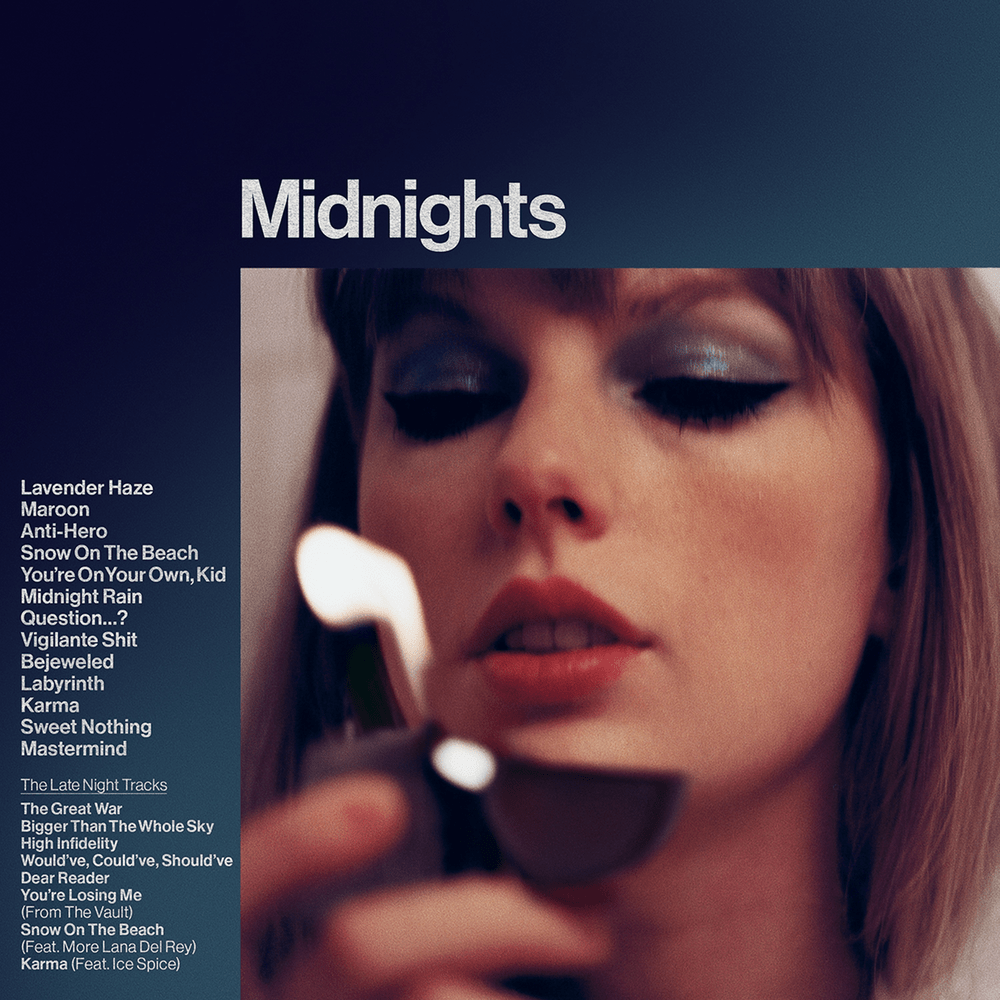 Midnights
Lavender Haze
Maroon
Anti-Hero
Snow On The Beach
You're On Your Own, Kid
Midnight Rain
Question...?
Vigilante Shit
Bejeweled
Labyrinth
Karma
Sweet Nothing
Mastermind
The Late Night Tracks
The Great War
Bigger Than The Whole Sky
High Infidelity
Would've, Could've, Should've
Dear Reader
You're Losing Me
(From The Vault)
Snow On The Beach
(Feat. More Lana Del Rey)
Karma (Feat. Ice Spice)